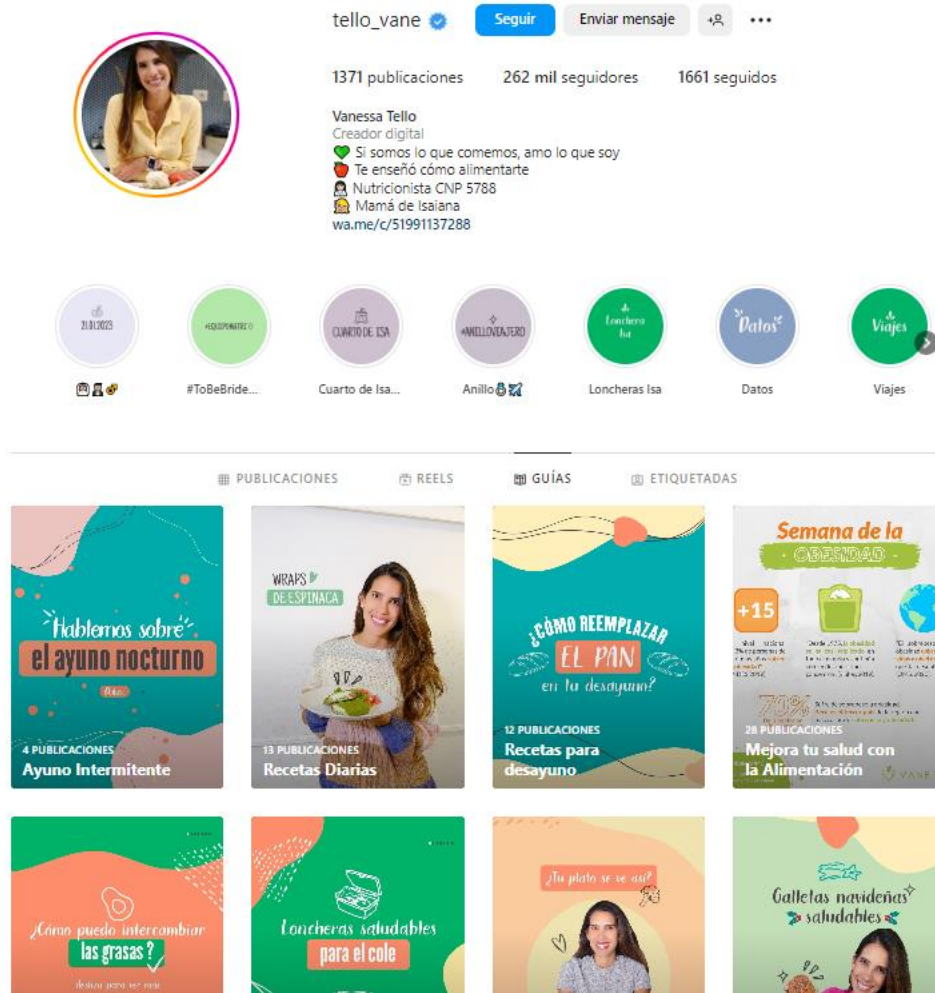 tello_vane
Seguir
Enviar mensaje
1371 publicaciones 262 mil seguidores 1661 seguidos
Vanessa Tello
Creador digital
💚 Si somos lo que comemos, amo lo que soy
🍎 Te enseñó cómo alimentarte
Nutricionista CNP 5788
Mamá de Isaiana
wa.me/c/51991137288
21.01.2023
CUARTO DE ISA
#ANILLOVIAJERO
Lonchera
Isa
Datos
Viajes
#ToBeBride...
Cuarto de Isa...
Anillo
Loncheras Isa
Datos
Viajes
PUBLICACIONES
REELS
GUÍAS
ETIQUETADAS
Hablemos sobre
el ayuno nocturno
4 PUBLICACIONES
Ayuno Intermitente
WRAPS
DE ESPINACA
13 PUBLICACIONES
Recetas Diarias
¿CÓMO REEMPLAZAR
EL PAN
en tu desayuno?
12 PUBLICACIONES
Recetas para
desayuno
Semana de la
OBESIDAD
+15
70%
28 PUBLICACIONES
Mejora tu salud con
la Alimentación
VANE
¿Cómo puedo intercambiar
las grasas?
desliza para ver más
Loncheras saludables
para el cole
¿Tu plato se ve así?
Galletas navideñas
saludables